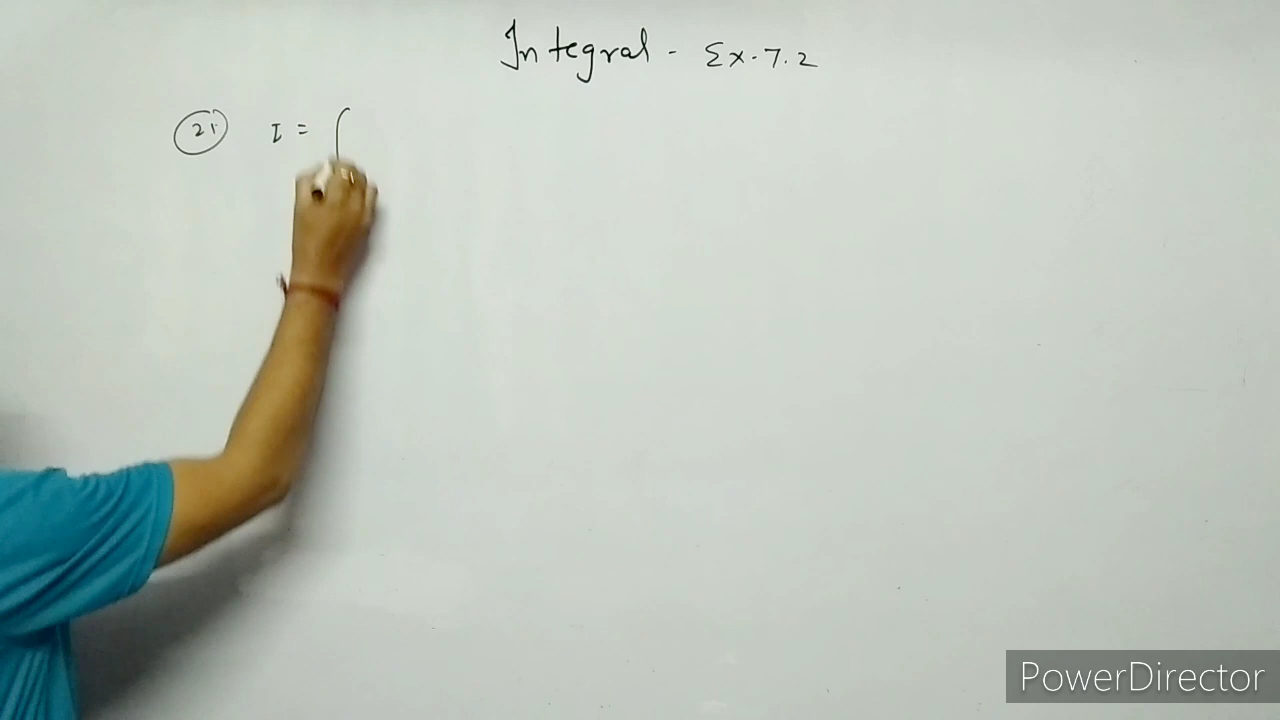 Integral - Ex. 7.2
21. I = ∫
PowerDirector